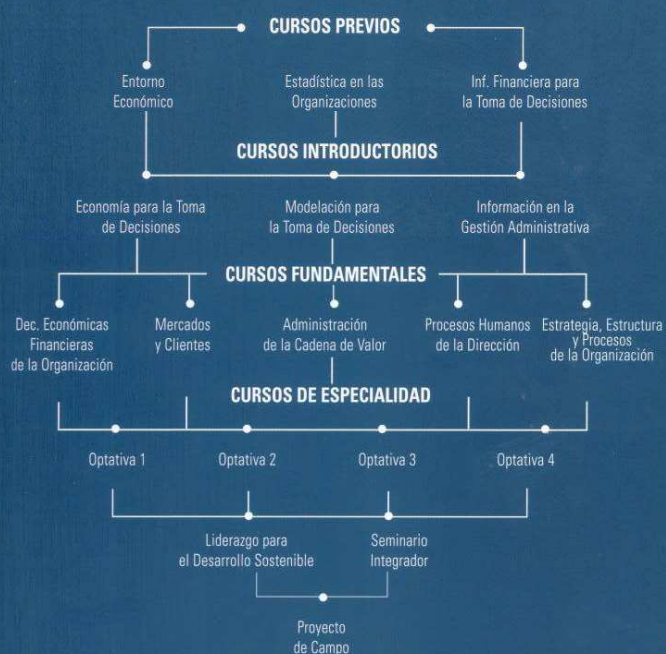 CURSOS PREVIOS
Entorno
Económico
Estadística en las
Organizaciones
Inf. Financiera para
la Toma de Decisiones
CURSOS INTRODUCTORIOS
Economía para la Toma
de Decisiones
Modelación para
la Toma de Decisiones
Información en la
Gestión Administrativa
CURSOS FUNDAMENTALES
Dec. Económicas
Financieras
de la Organización
Mercados
y Clientes
Administración
de la Cadena de Valor
Procesos Humanos
de la Dirección
Estrategia, Estructura
y Procesos
de la Organización
CURSOS DE ESPECIALIDAD
Optativa 1
Optativa 2
Optativa 3
Optativa 4
Liderazgo para
el Desarrollo Sostenible
Seminario
Integrador
Proyecto
de Campo